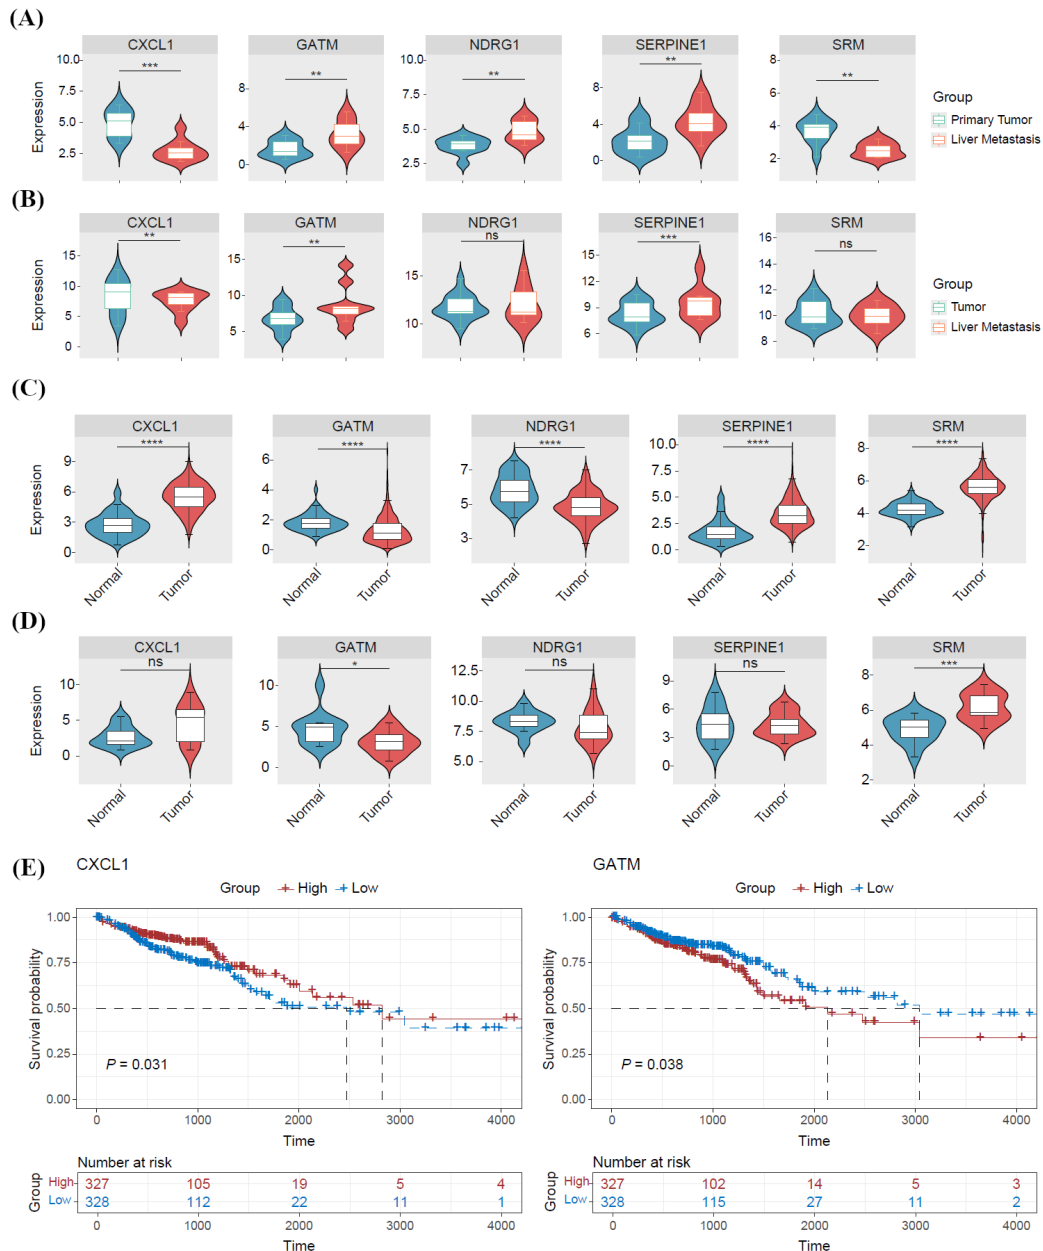 (A)
CXCL1 GATM NDRG1 SERPINE1 SRM
*** ** ** ** **
Expression
10.0 7.5 5.0 2.5
8 4 0
10.0 7.5 5.0 2.5
8 4 0
8 6 4 2
Group
Primary Tumor
Liver Metastasis
(B)
CXCL1 GATM NDRG1 SERPINE1 SRM
** ** ns *** ns
Expression
15 10 5 0
15 10 5
15 10
15 12 9 6
16 14 12 10 8
Group
Tumor
Liver Metastasis
(C)
CXCL1 GATM NDRG1 SERPINE1 SRM
**** **** **** **** ****
Expression
9 6 3 0
6 4 2 0
7 5 3
10.0 7.5 5.0 2.5 0.0
8 6 4 2
Normal Tumor Normal Tumor Normal Tumor Normal Tumor Normal Tumor
(D)
CXCL1 GATM NDRG1 SERPINE1 SRM
ns * ns ns ***
Expression
10 5 0
10 5 0
12.5 10.0 7.5 5.0
9 6 3 0
8 6 4 2
Normal Tumor Normal Tumor Normal Tumor Normal Tumor Normal Tumor
(E)
CXCL1
Group High Low
Survival probability
1.00
0.75
0.50
0.25
0.00
P = 0.031
0 1000 2000 3000 4000
Time
Number at risk
Group
High 327 105 19 5 4
Low 328 112 22 11 1
0 1000 2000 3000 4000
Time
GATM
Group High Low
Survival probability
1.00
0.75
0.50
0.25
0.00
P = 0.038
0 1000 2000 3000 4000
Time
Number at risk
Group
High 327 102 14 5 3
Low 328 115 27 11 2
0 1000 2000 3000 4000
Time